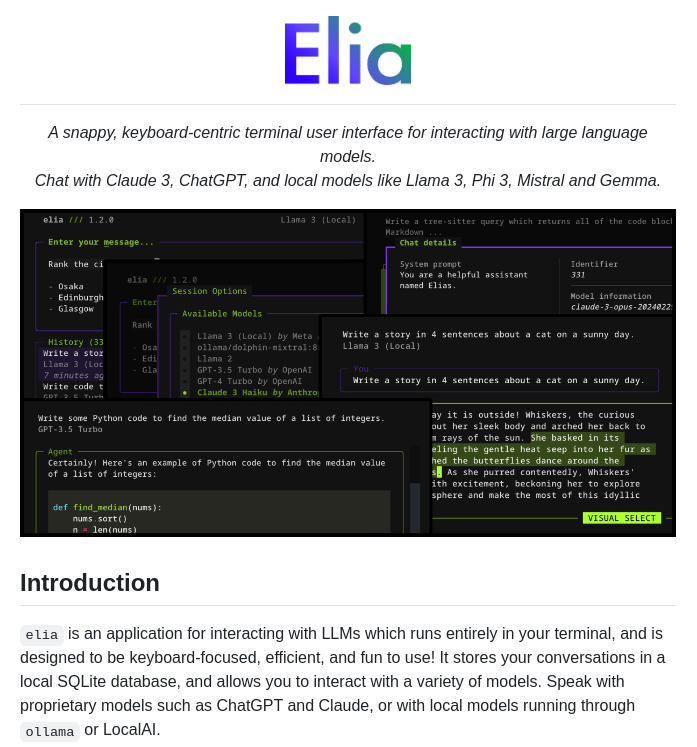 Elia
A snappy, keyboard-centric terminal user interface for interacting with large language
models.
Chat with Claude 3, ChatGPT, and local models like Llama 3, Phi 3, Mistral and Gemma.
elia /// 1.2.0
Llama 3 (Local)
Enter your message...
Rank the ci
- Osaka
- Edinburgh
- Glasgow
History (33
Write a stor
Llama 3 (Loc
7 minutes ag
Write code t
GPT-3.5 Turbo
elia /// 1.2.0
Session Options
Enter
Rank
- Osa
- Edi
- Gla
Available Models
Llama 3 (Local) by Meta
ollama/dolphin-mixtral:8
Llama 2
GPT-3.5 Turbo by OpenAI
GPT-4 Turbo by OpenAI
Claude 3 Haiku by Anthrop
Write a tree-sitter query which returns all of the code block
Markdown ...
Chat details
System prompt
You are a helpful assistant
named Elias.
Identifier
331
Model information
claude-3-opus-20240229
Write a story in 4 sentences about a cat on a sunny day.
Llama 3 (Local)
You
Write a story in 4 sentences about a cat on a sunny day.
ay it is outside! Whiskers, the curious
out her sleek body and arched her back to
m rays of the sun. She basked in its
eling the gentle heat seep into her fur as
hed the butterflies dance around the
s. As she purred contentedly, Whiskers'
ith excitement, beckoning her to explore
sphere and make the most of this idyllic
VISUAL SELECT
Write some Python code to find the median value of a list of integers.
GPT-3.5 Turbo
Agent
Certainly! Here's an example of Python code to find the median value
of a list of integers:
def find_median(nums):
nums.sort()
n = len(nums)
Introduction
elia is an application for interacting with LLMs which runs entirely in your terminal, and is
designed to be keyboard-focused, efficient, and fun to use! It stores your conversations in a
local SQLite database, and allows you to interact with a variety of models. Speak with
proprietary models such as ChatGPT and Claude, or with local models running through
ollama or LocalAI.